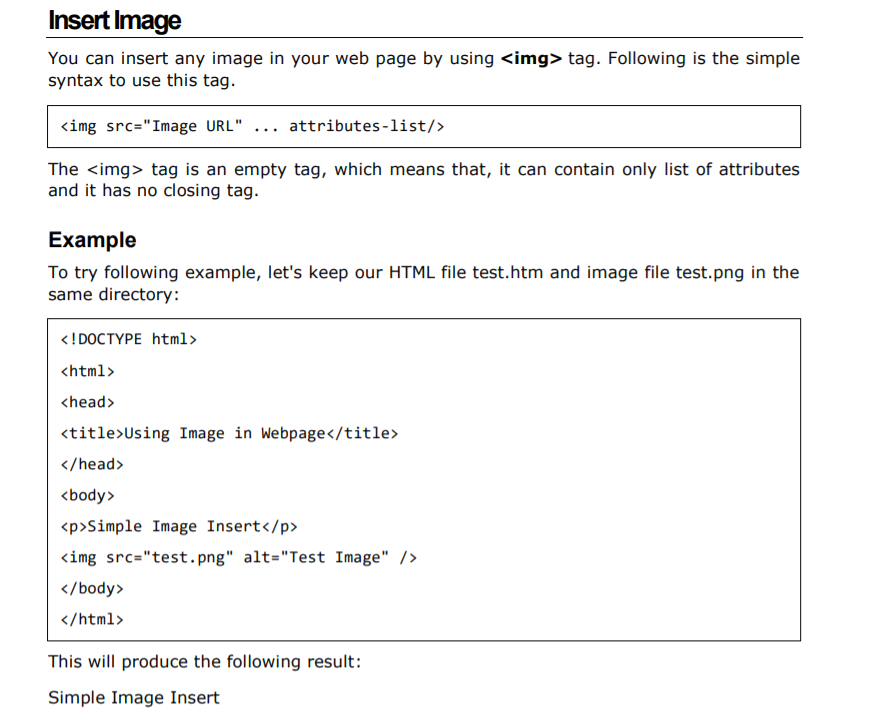 Insert Image
You can insert any image in your web page by using <img> tag. Following is the simple
syntax to use this tag.
<img src="Image URL" ... attributes-list/>
The <img> tag is an empty tag, which means that, it can contain only list of attributes
and it has no closing tag.
Example
To try following example, let's keep our HTML file test.htm and image file test.png in the
same directory:
<!DOCTYPE html>
<html>
<head>
<title>Using Image in Webpage</title>
</head>
<body>
<p>Simple Image Insert</p>
<img src="test.png" alt="Test Image" />
</body>
</html>
This will produce the following result:
Simple Image Insert